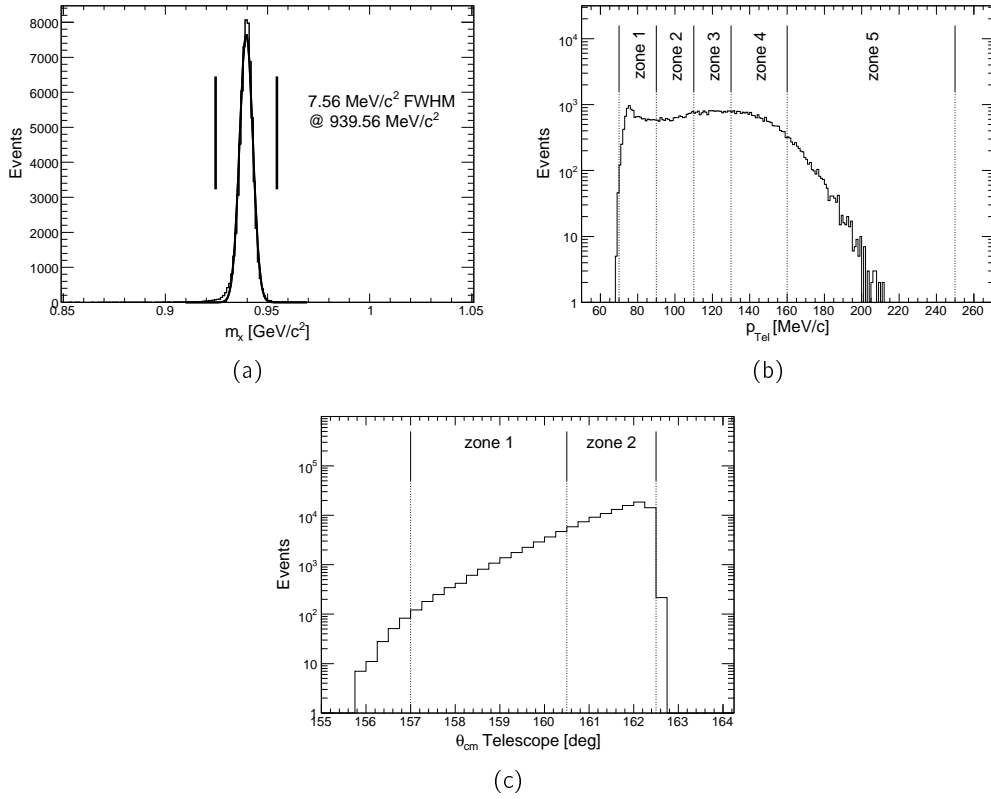 Events
8000
7000
6000
5000
4000
3000
2000
1000
0
7.56 MeV/c² FWHM
@ 939.56 MeV/c²
0.85 0.9 0.95 1 1.05
mₓ [GeV/c²]
(a)
Events
10⁴
10³
10²
10
1
zone 1 zone 2 zone 3 zone 4 zone 5
60 80 100 120 140 160 180 200 220 240 260
p_Tel [MeV/c]
(b)
Events
10⁵
10⁴
10³
10²
10
1
zone 1 zone 2
155 156 157 158 159 160 161 162 163 164
θ_cm Telescope [deg]
(c)